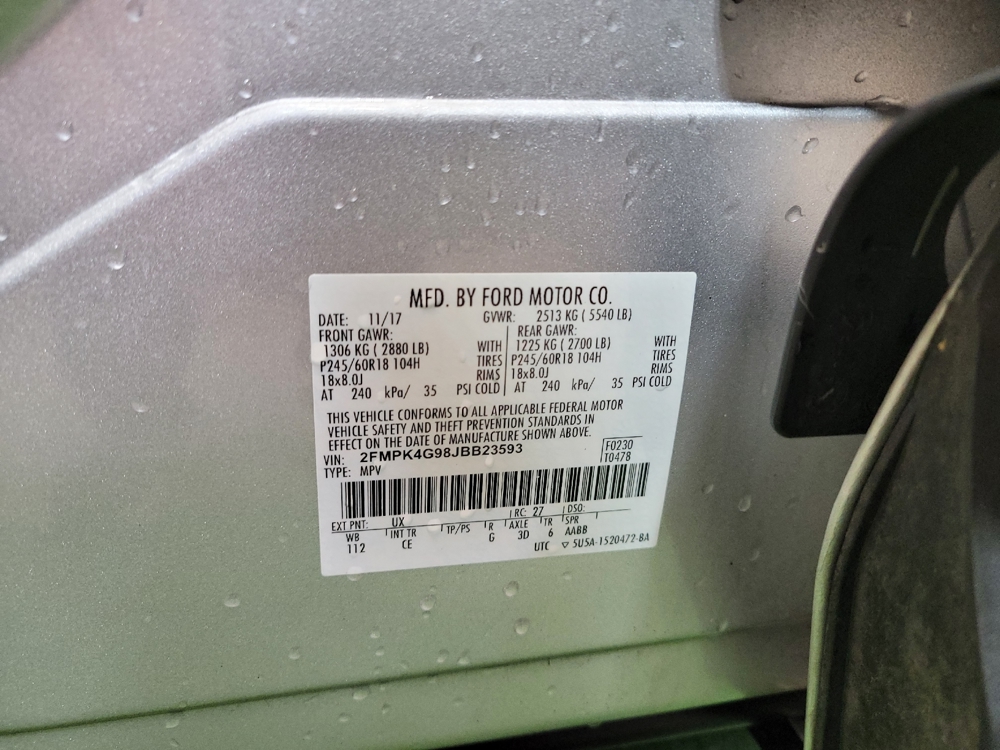 MFD. BY FORD MOTOR CO.
DATE: 11/17 GVWR: 2513 KG ( 5540 LB)
FRONT GAWR: REAR GAWR:
1306 KG ( 2880 LB) WITH 1225 KG ( 2700 LB) WITH
P245/60R18 104H TIRES P245/60R18 104H TIRES
18x8.0J RIMS 18x8.0J RIMS
AT 240 kPa/ 35 PSI COLD AT 240 kPa/ 35 PSI COLD
THIS VEHICLE CONFORMS TO ALL APPLICABLE FEDERAL MOTOR
VEHICLE SAFETY AND THEFT PREVENTION STANDARDS IN
EFFECT ON THE DATE OF MANUFACTURE SHOWN ABOVE.
VIN: 2FMPK4G98JBB23593 F0230
TYPE: MPV T0478
EXT PNT: UX RC: 27 DSO:
WB INT TR TP/PS R AXLE TR SPR
112 CE G 3D 6 AABB
UTC ▽ 5U5A-1520472-BA